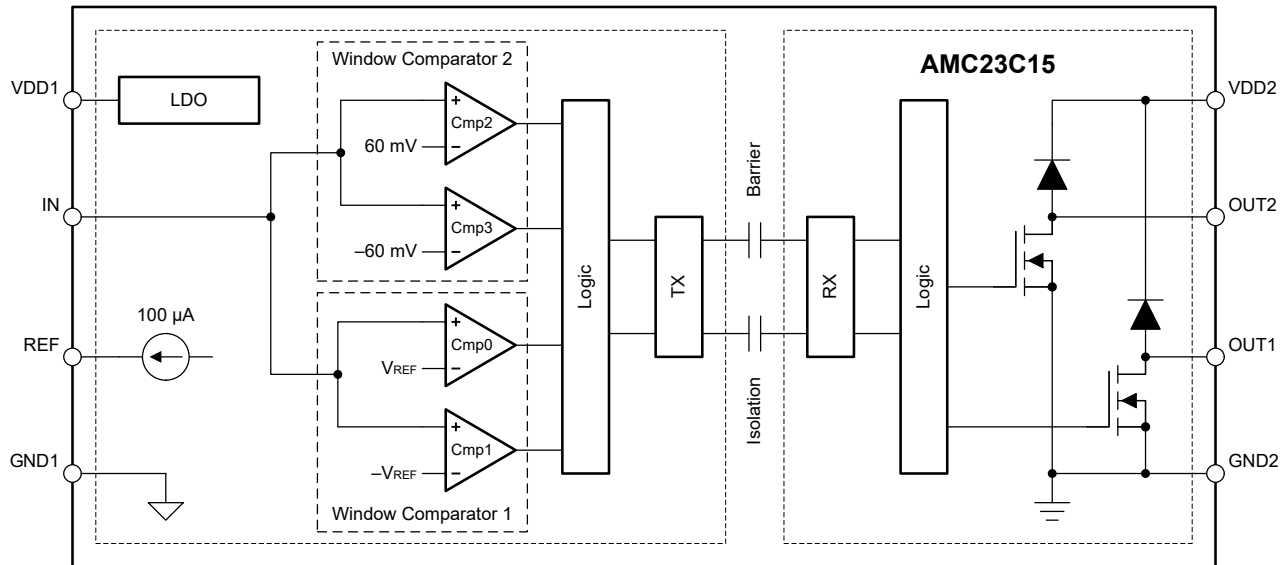 Window Comparator 2
AMC23C15
VDD1
LDO
VDD2
+
Cmp2
60 mV
−
Barrier
IN
OUT2
+
Cmp3
–60 mV
−
Logic
TX
RX
Logic
100 µA
REF
+
Cmp0
VREF
−
OUT1
Isolation
+
Cmp1
–VREF
−
GND1
GND2
Window Comparator 1